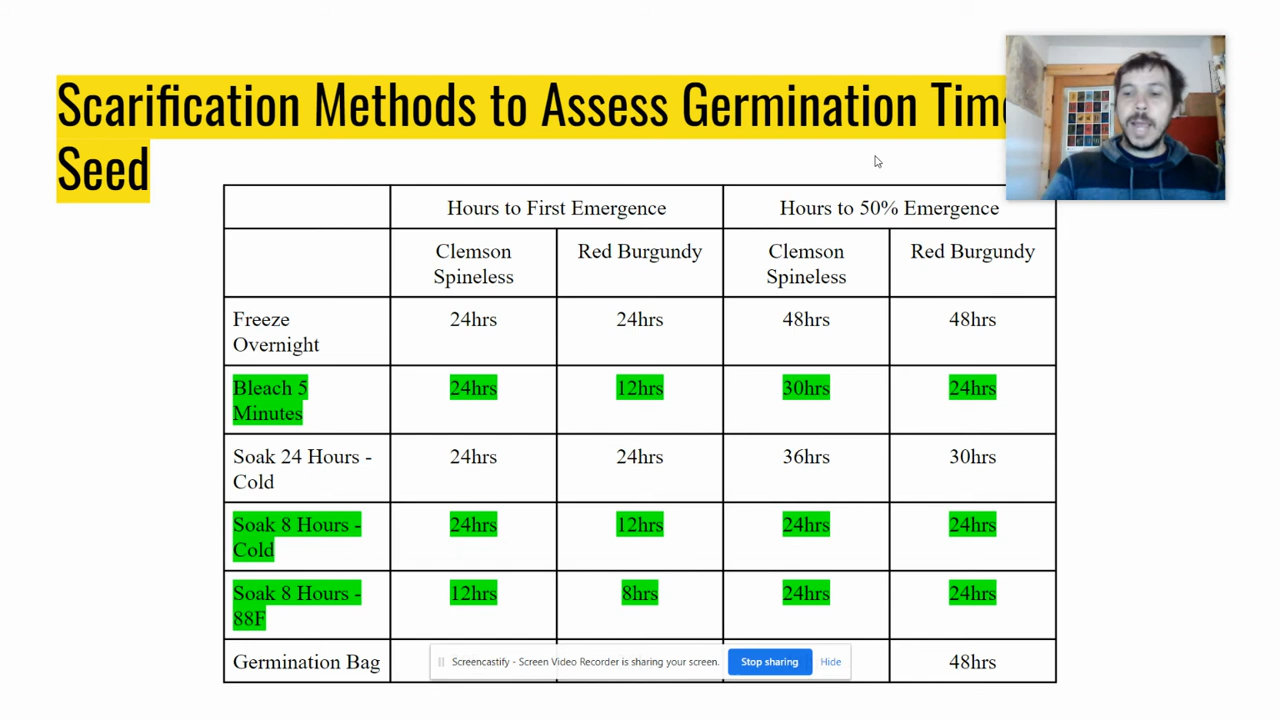 Scarification Methods to Assess Germination
Seed
Hours to First Emergence Hours to 50% Emergence
Clemson Spineless Red Burgundy Clemson Spineless Red Burgundy
Freeze Overnight 24hrs 24hrs 48hrs 48hrs
Bleach 5 Minutes 24hrs 12hrs 30hrs 24hrs
Soak 24 Hours - Cold 24hrs 24hrs 36hrs 30hrs
Soak 8 Hours - Cold 24hrs 12hrs 24hrs 24hrs
Soak 8 Hours - 88F 12hrs 8hrs 24hrs 24hrs
Germination Bag 48hrs
Screencastify - Screen Video Recorder is sharing your screen. Stop sharing Hide